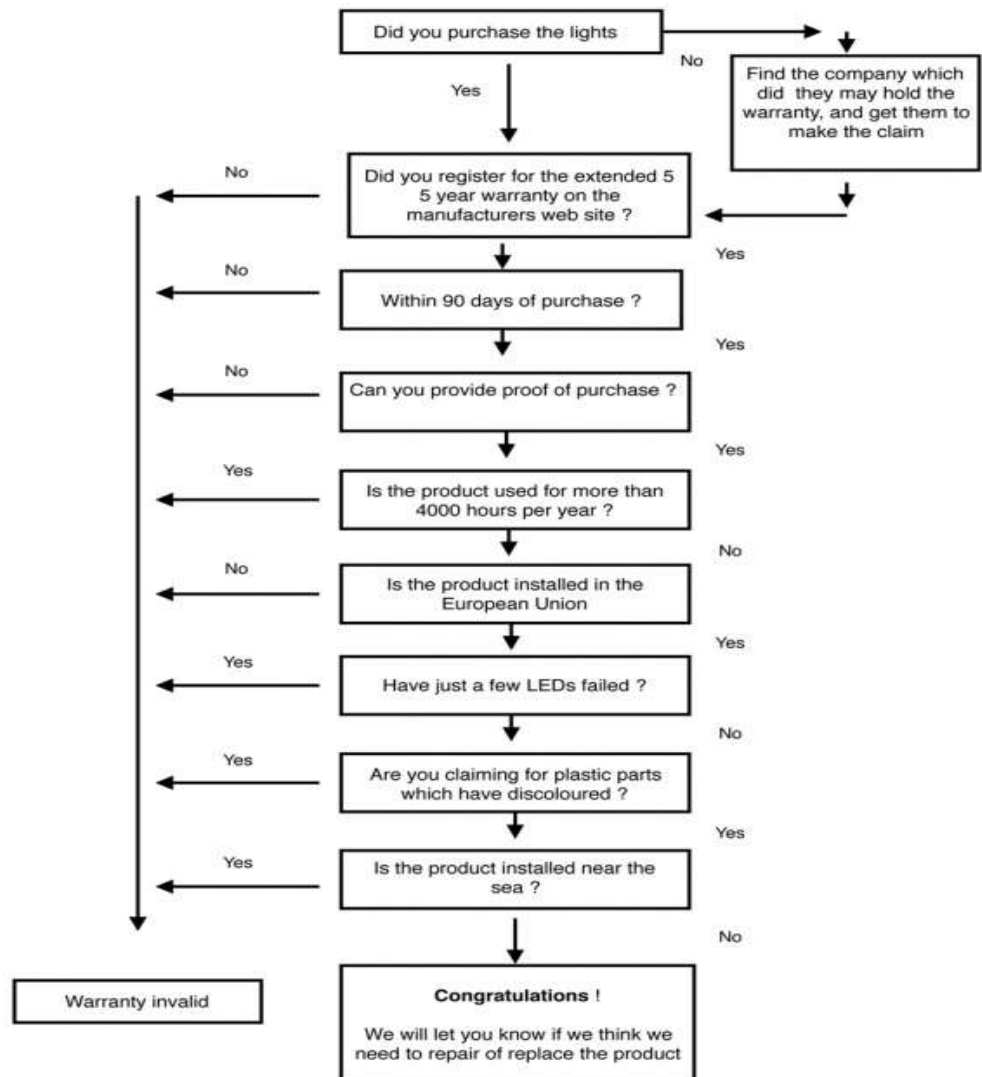 Did you purchase the lights
No
Yes
Find the company which
did they may hold the
warranty, and get them to
make the claim
No
Did you register for the extended 5
5 year warranty on the
manufacturers web site ?
Yes
No
Within 90 days of purchase ?
Yes
No
Can you provide proof of purchase ?
Yes
Yes
Is the product used for more than
4000 hours per year ?
No
No
Is the product installed in the
European Union
Yes
Yes
Have just a few LEDs failed ?
No
Yes
Are you claiming for plastic parts
which have discoloured ?
Yes
Yes
Is the product installed near the
sea ?
No
Warranty invalid
Congratulations !
We will let you know if we think we
need to repair of replace the product